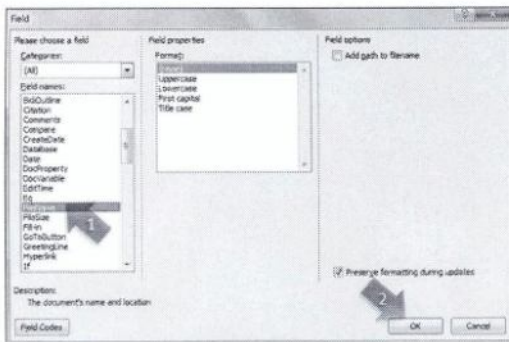 Field
Please choose a field
Categories:
(All)
Field names:
BidiOutline
Citation
Comments
Compare
CreateDate
Database
Date
DocProperty
DocVariable
EditTime
Eq
FileSize
Fill-in
GoToButton
GreetingLine
Hyperlink
If
1
Description:
The document's name and location
Field Codes
Field properties
Format:
Uppercase
Lowercase
First capital
Title case
Field options
Add path to filename
Preserve formatting during updates
2
OK
Cancel